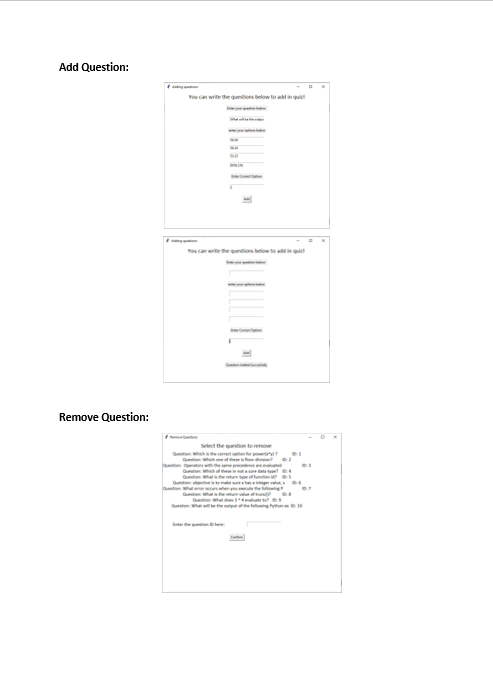 Add Question:
Adding questions
You can write the questions below to add in quiz!
Enter your question below:
What will be the outpu
enter your options below
Enter Correct Option:
Add
Adding questions
You can write the questions below to add in quiz!
Enter your question below:
enter your options below
Enter Correct Option:
Add
Question Added Succesfully
Remove Question:
Remove Questions
Select the question to remove
Question: Which is the correct option for power(x^y) ? ID: 1
Question: Which one of these is floor division? ID: 2
Question: Operators with the same precedence are evaluated ID: 3
Question: Which of these in not a core data type? ID: 4
Question: What is the return type of function id? ID: 5
Question: objective is to make sure x has a integer value, x ID: 6
Question: What error occurs when you execute the following P ID: 7
Question: What is the return value of trunc()? ID: 8
Question: What does 3 ^ 4 evaluate to? ID: 9
Question: What will be the output of the following Python ex ID: 10
Enter the question ID here:
Confirm